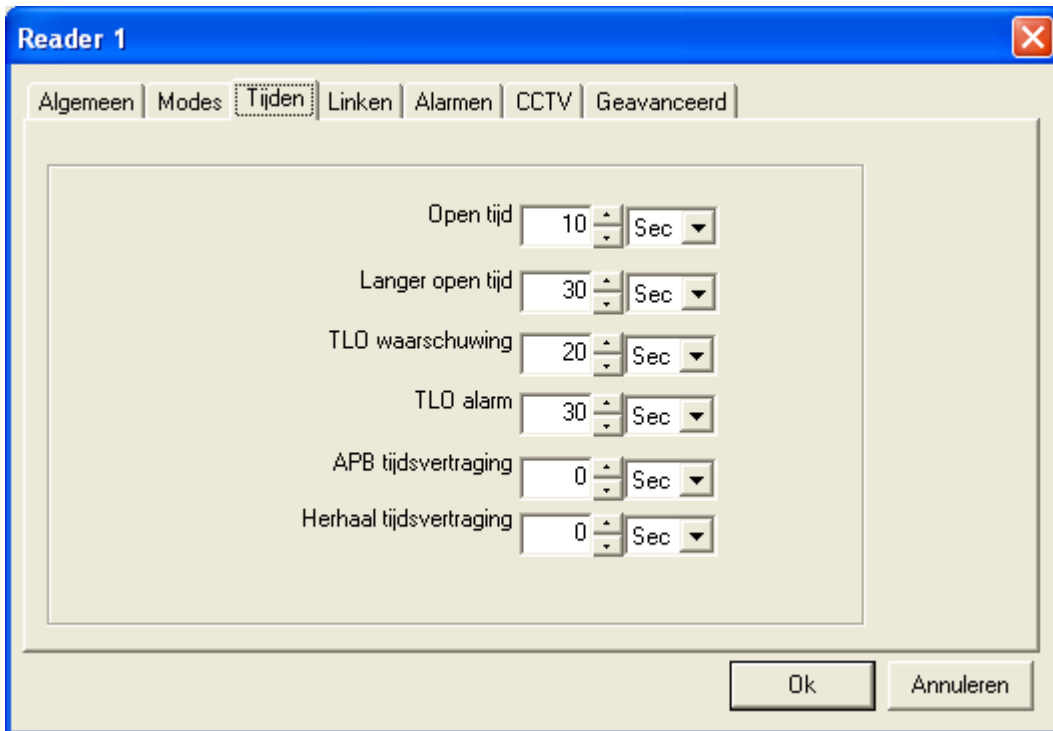 Reader 1
Algemeen Modes Tijden Linken Alarmen CCTV Geavanceerd
Open tijd 10 Sec
Langer open tijd 30 Sec
TLO waarschuwing 20 Sec
TLO alarm 30 Sec
APB tijdsvertraging 0 Sec
Herhaal tijdsvertraging 0 Sec
Ok Annuleren